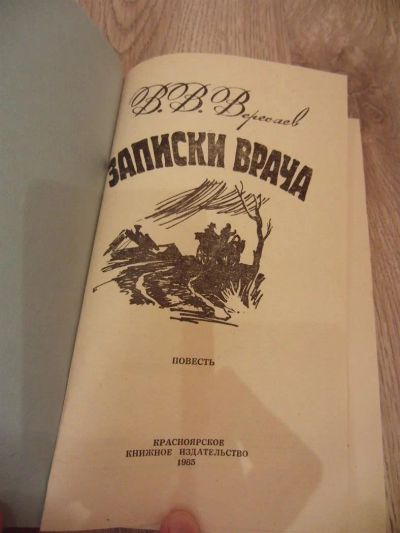 В. В. Вересаев
ЗАПИСКИ ВРАЧА
ПОВЕСТЬ
КРАСНОЯРСКОЕ
КНИЖНОЕ ИЗДАТЕЛЬСТВО
1985